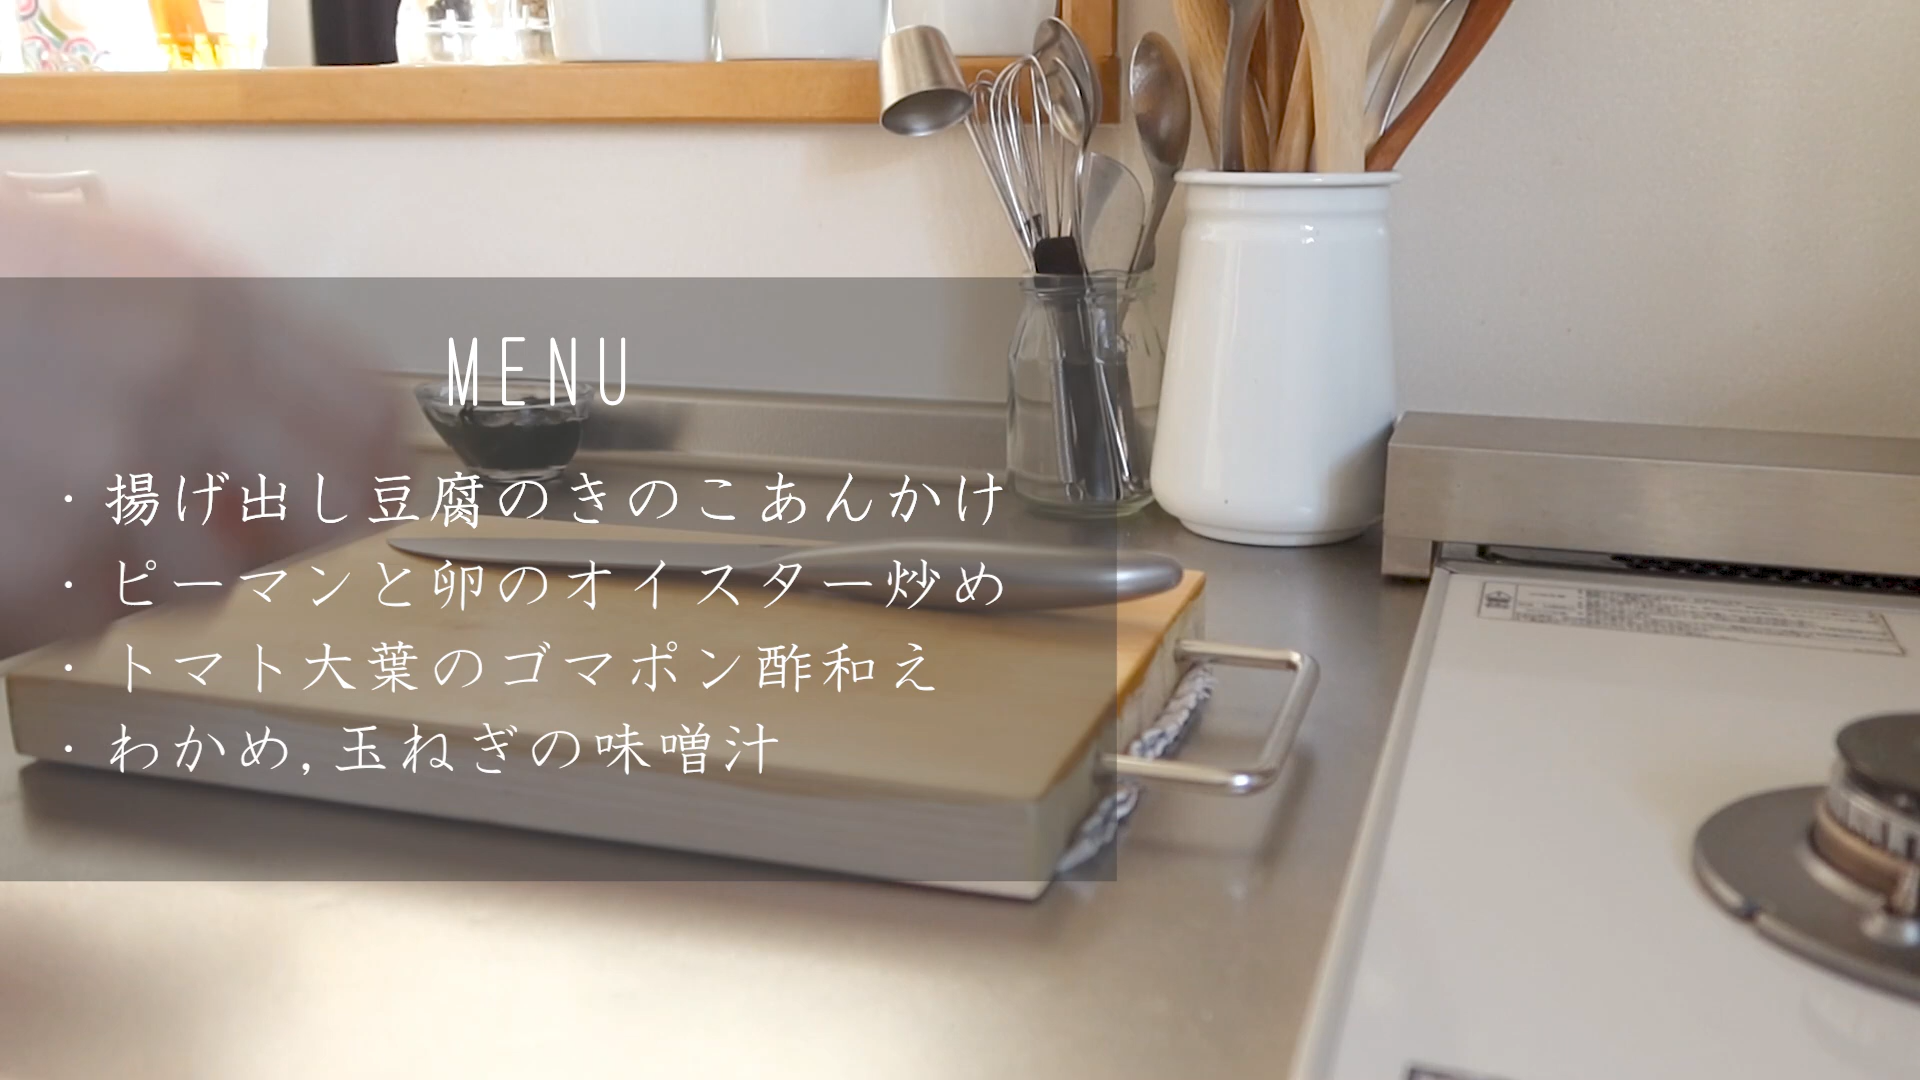 MENU
・揚げ出し豆腐のきのこあんかけ
・ピーマンと卵のオイスター炒め
・トマト大葉のゴマポン酢和え
・わかめ,玉ねぎの味噌汁